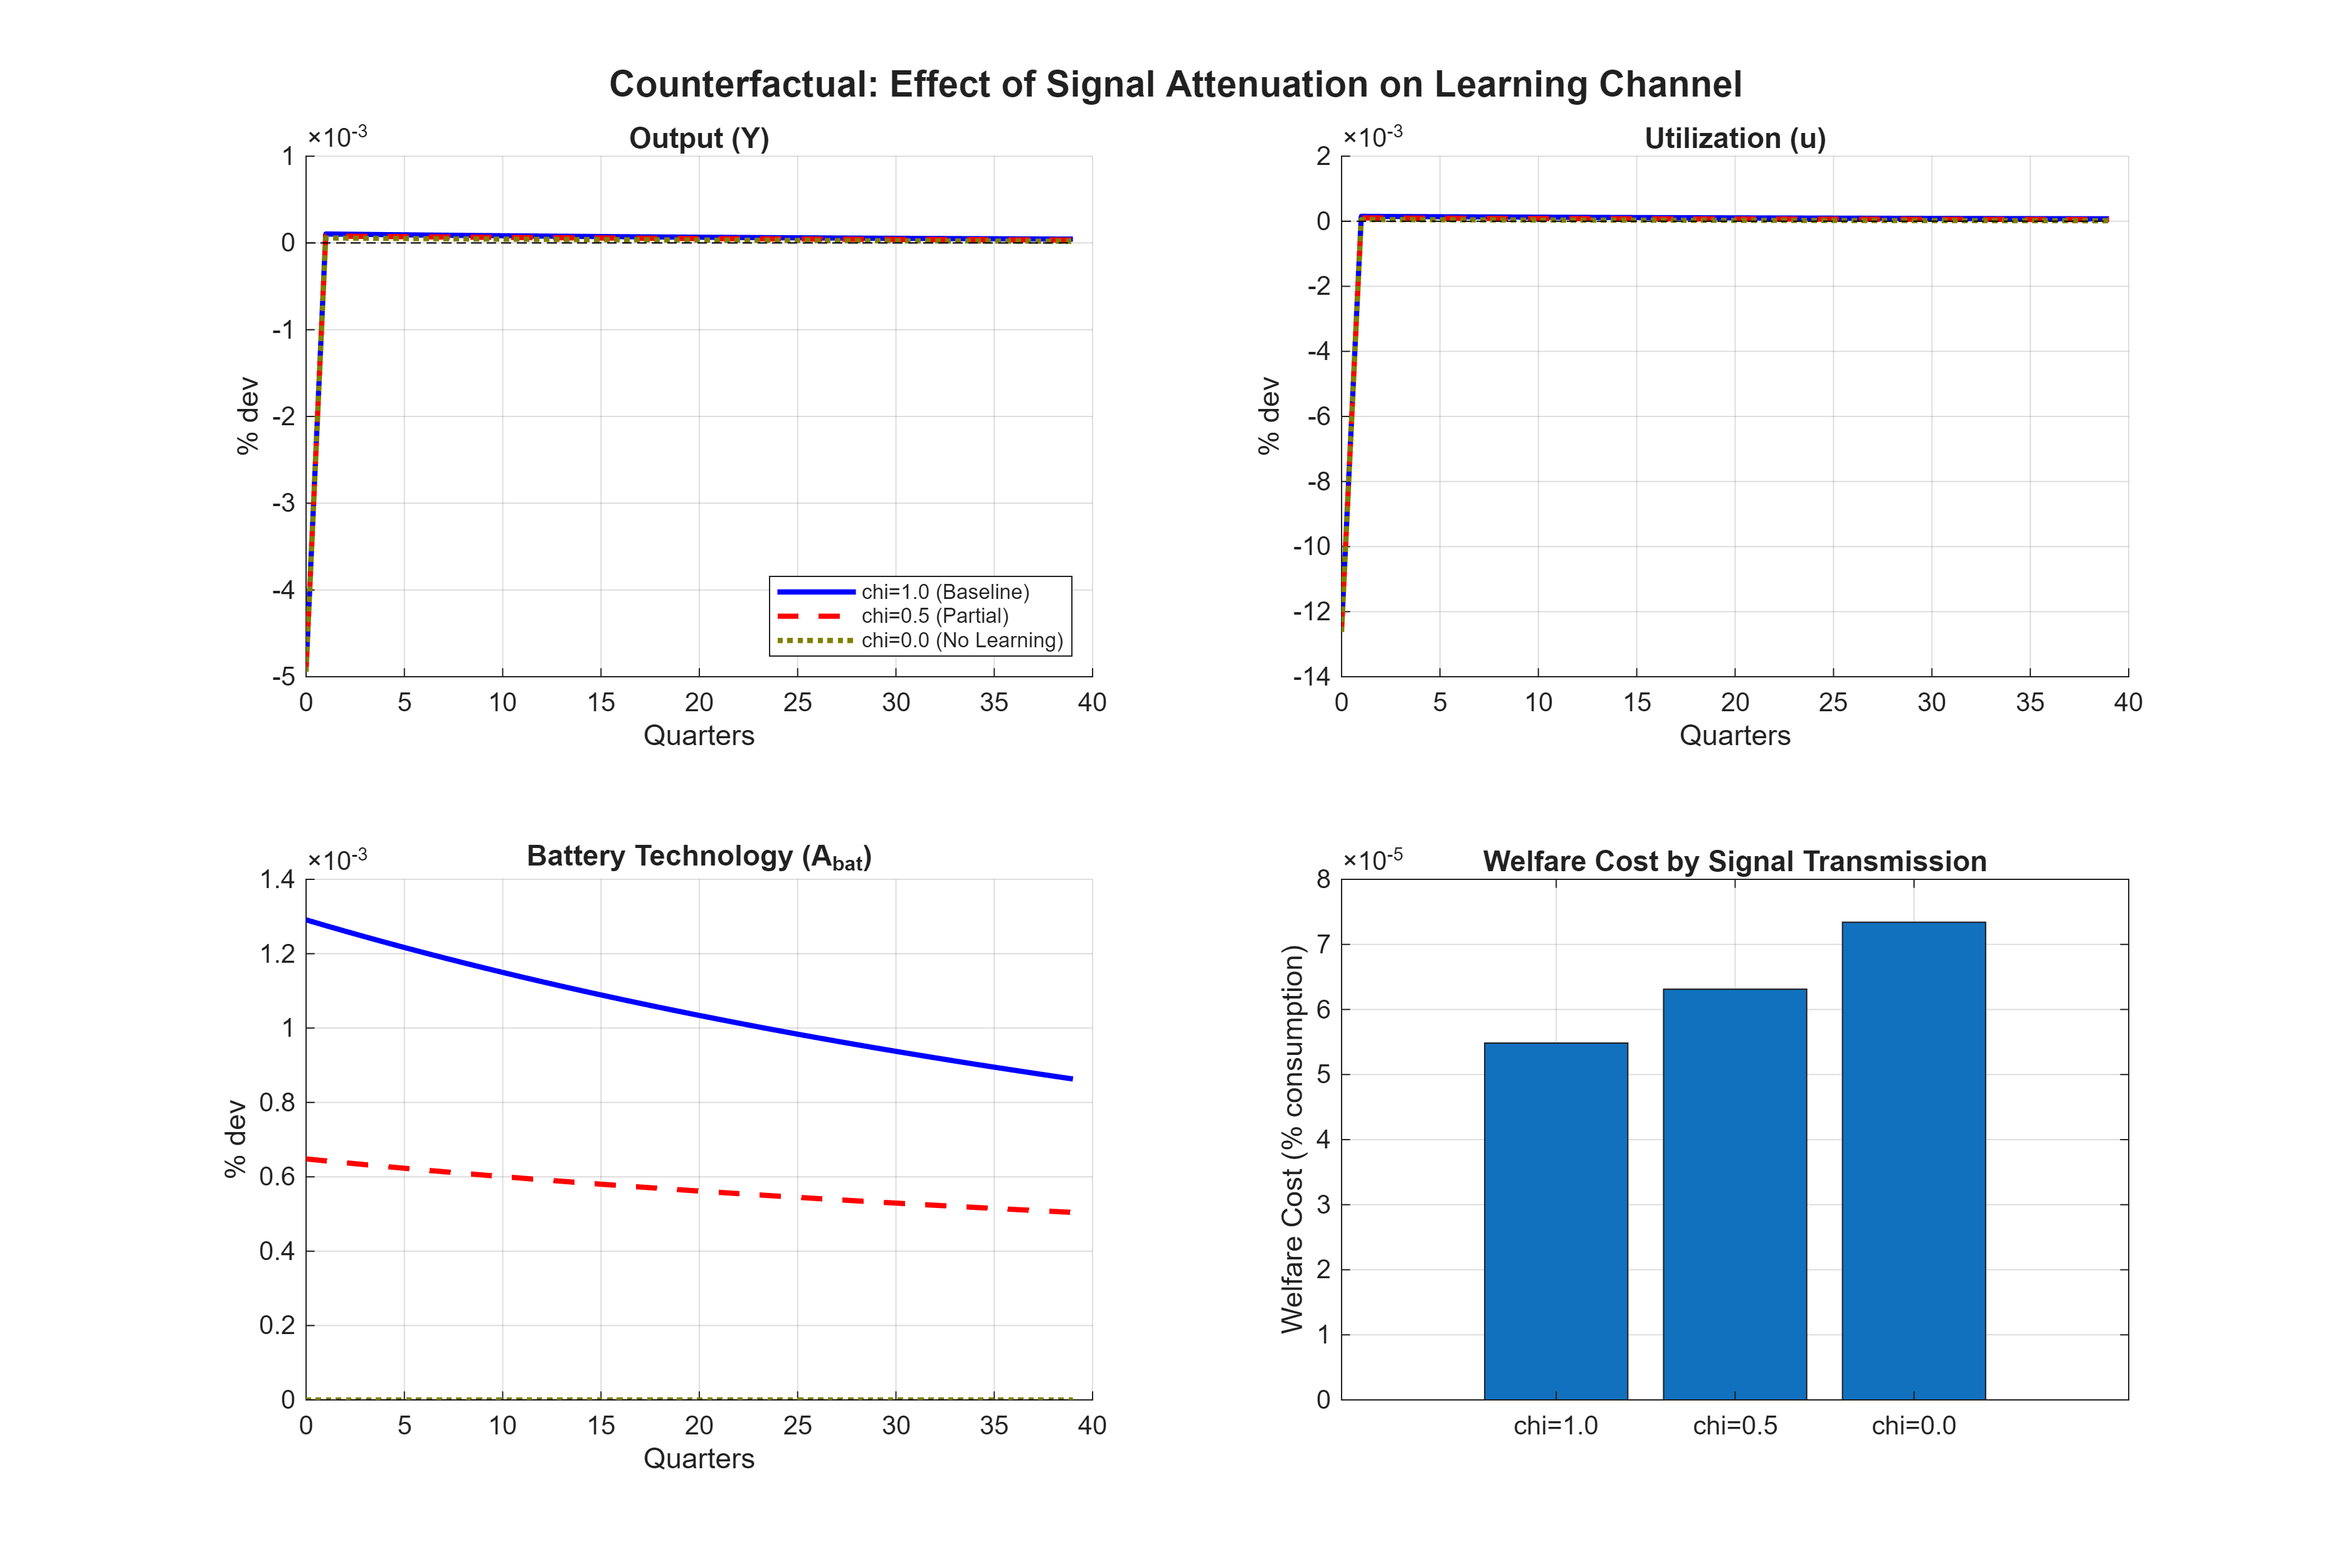 Counterfactual: Effect of Signal Attenuation on Learning Channel
×10-3
Output (Y)
1
0
-1
-2
-3
-4
-5
% dev
0 5 10 15 20 25 30 35 40
Quarters
chi=1.0 (Baseline)
chi=0.5 (Partial)
chi=0.0 (No Learning)
×10-3
Utilization (u)
2
0
-2
-4
-6
-8
-10
-12
-14
% dev
0 5 10 15 20 25 30 35 40
Quarters
×10-3
Battery Technology (Abat)
1.4
1.2
1
0.8
0.6
0.4
0.2
0
% dev
0 5 10 15 20 25 30 35 40
Quarters
×10-5
Welfare Cost by Signal Transmission
8
7
6
5
4
3
2
1
0
Welfare Cost (% consumption)
chi=1.0 chi=0.5 chi=0.0